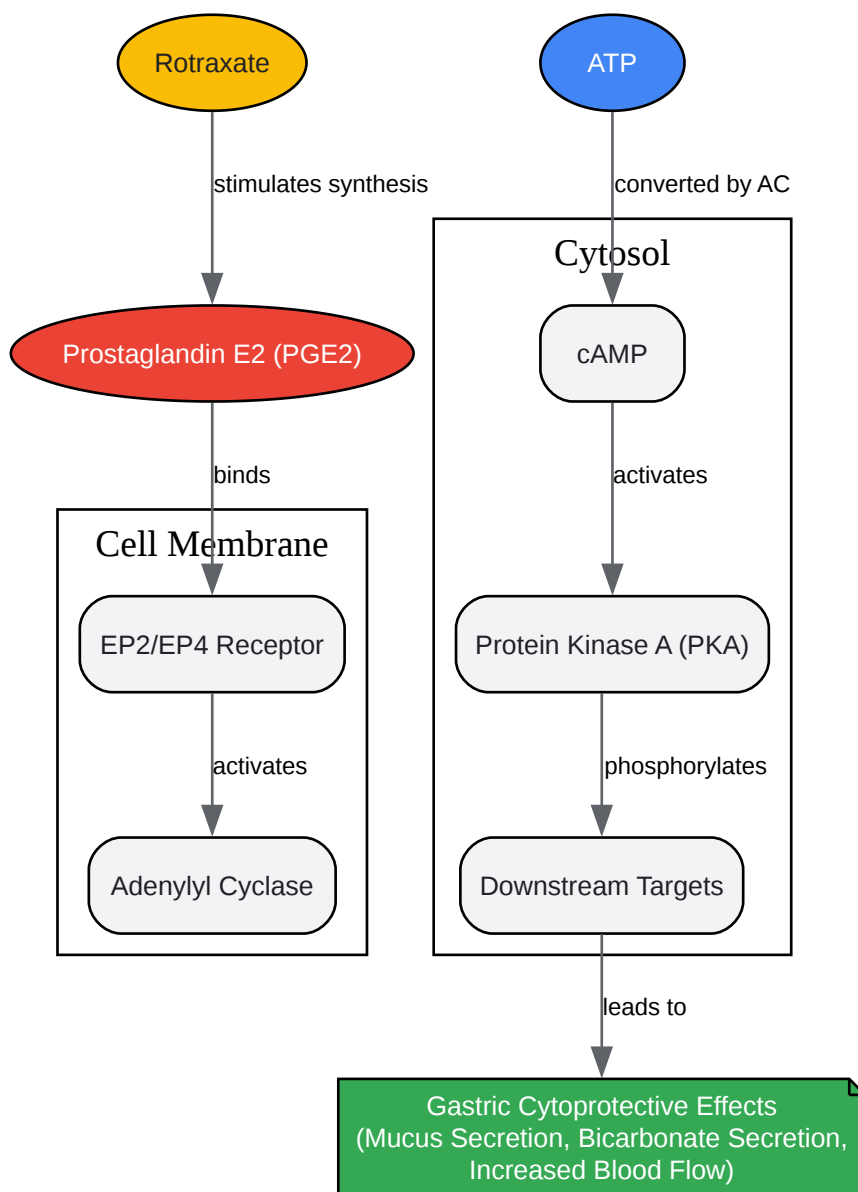 Rotraxate
ATP
stimulates synthesis
converted by AC
Cytosol
Prostaglandin E2 (PGE2)
cAMP
binds
activates
Cell Membrane
EP2/EP4 Receptor
Protein Kinase A (PKA)
activates
phosphorylates
Adenylyl Cyclase
Downstream Targets
leads to
Gastric Cytoprotective Effects
(Mucus Secretion, Bicarbonate Secretion,
Increased Blood Flow)